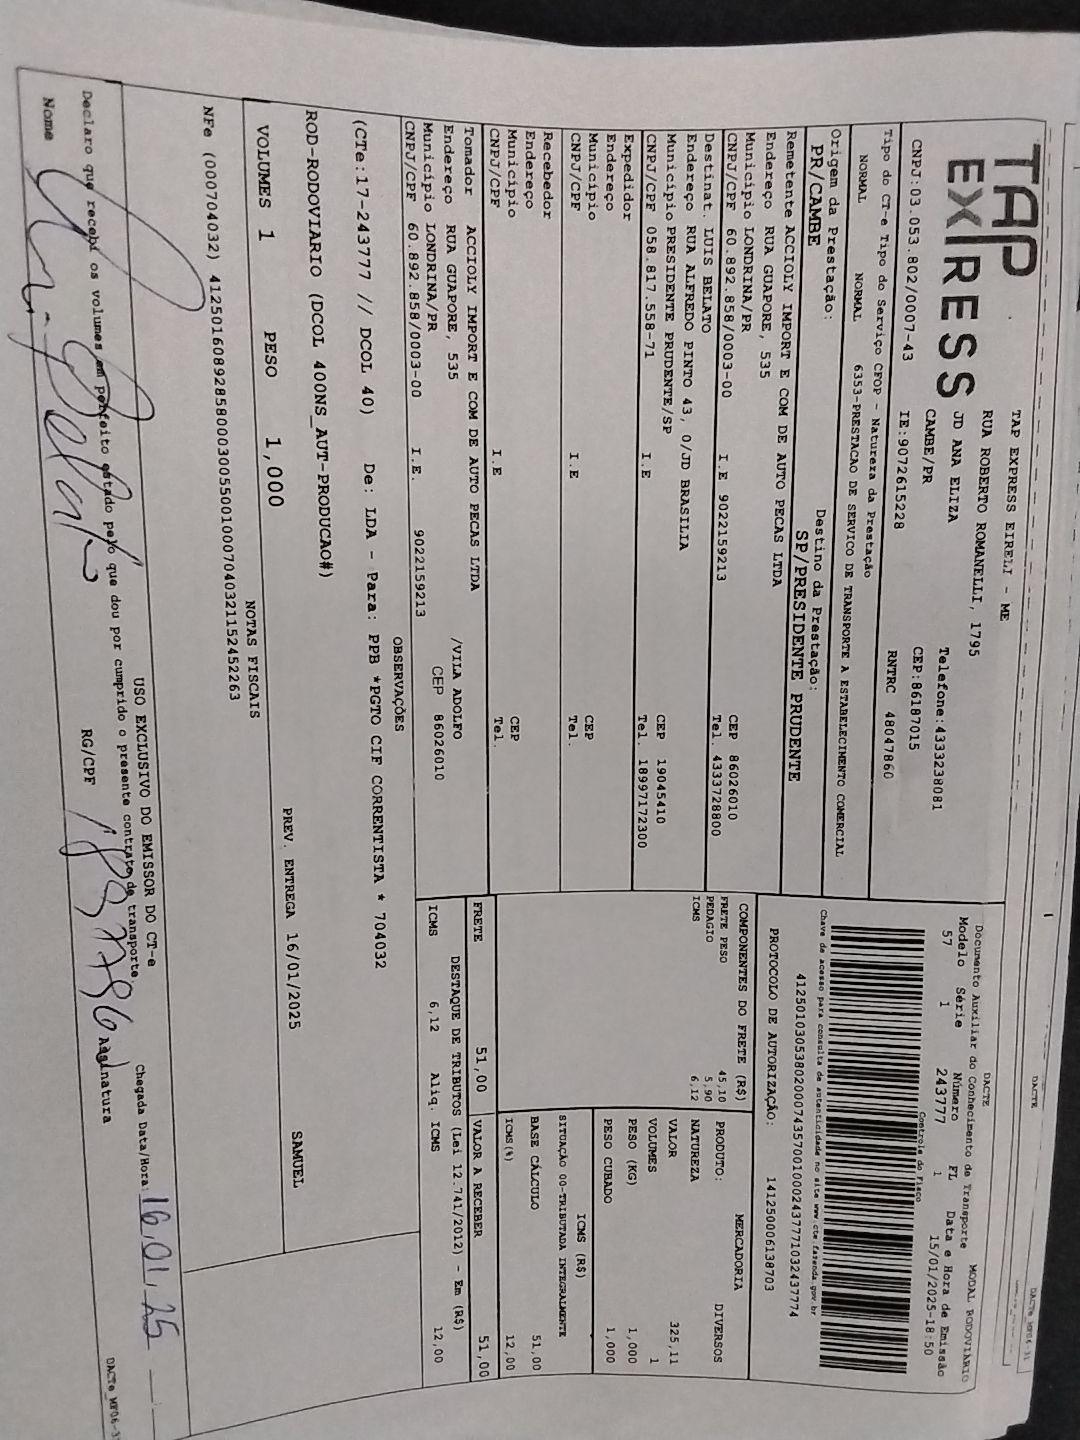 DACTE
TAP EXPRESS
TAP EXPRESS EIRELI - ME
RUA ROBERTO ROMANELLI, 1795
JD ANA ELIZA Telefone:4333238081
CAMBE/PR CEP:86187015
CNPJ:03.053.802/0007-43 IE:9072615228 RNTRC 48047860
Tipo do CT-e Tipo do Serviço CFOP - Natureza da Prestação
NORMAL NORMAL 6353-PRESTACAO DE SERVICO DE TRANSPORTE A ESTABELECIMENTO COMERCIAL
Origem da Prestação: Destino da Prestação:
PR/CAMBE SP/PRESIDENTE PRUDENTE
Remetente ACCIOLY IMPORT E COM DE AUTO PECAS LTDA
Endereço RUA GUAPORE, 535
Município LONDRINA/PR CEP 86026010
CNPJ/CPF 60.892.858/0003-00 I.E 9022159213 Tel. 4333728800
Destinat. LUIS BELATO
Endereço RUA ALFREDO PINTO 43, 0/JD BRASILIA
Município PRESIDENTE PRUDENTE/SP CEP 19045410
CNPJ/CPF 058.817.558-71 I.E Tel. 18997172300
Expedidor
Endereço
Município CEP
CNPJ/CPF I.E Tel.
Recebedor
Endereço
Município CEP
CNPJ/CPF I.E Tel.
Tomador ACCIOLY IMPORT E COM DE AUTO PECAS LTDA
Endereço RUA GUAPORE, 535 /VILA ADOLFO
Município LONDRINA/PR CEP 86026010
CNPJ/CPF 60.892.858/0003-00 I.E. 9022159213
DACTE
Documento Auxiliar do Conhecimento de Transporte MODAL RODOVIÁRIO
Modelo Série Número FL Data e Hora de Emissão
57 1 243777 1 15/01/2025-18:50
Controle do Fisco
Chave de acesso para consulta de autenticidade no site www.cte.fazenda.gov.br
41250103053802000743570010002437771032437774
PROTOCOLO DE AUTORIZAÇÃO: 141250006138703
COMPONENTES DO FRETE (R$)
FRETE PESO 45,10
PEDAGIO 5,90
ICMS 6,12
MERCADORIA
PRODUTO: DIVERSOS
NATUREZA
VALOR 325,11
VOLUMES 1
PESO (KG) 1,000
PESO CUBADO 1,000
ICMS (R$)
SITUAÇÃO 00-TRIBUTADA INTEGRALMENTE
BASE CÁLCULO 51,00
ICMS(%) 12,00
FRETE 51,00 VALOR A RECEBER 51,00
DESTAQUE DE TRIBUTOS (Lei 12.741/2012) - Em (R$)
ICMS 6,12 Aliq. ICMS 12,00
OBSERVAÇÕES
(CTe:17-243777 // DCOL 40) De: LDA - Para: PPB *PGTO CIF CORRENTISTA * 704032
ROD-RODOVIARIO (DCOL 400NS_AUT-PRODUCAO#)
VOLUMES 1 PESO 1,000 PREV. ENTREGA 16/01/2025 SAMUEL
NOTAS FISCAIS
NFe (000704032) 41250160892858000300550010007040321152452263
USO EXCLUSIVO DO EMISSOR DO CT-e
Declaro que recebi os volumes em perfeito estado pelo que dou por cumprido o presente contrato de transporte. Chegada Data/Hora: 16,01,25
Nome RG/CPF Assinatura
DACTe_MF06-31